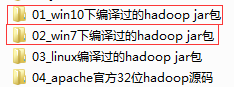 01_win10下编译过的hadoop jar包
02_win7下编译过的hadoop jar包
03_linux编译过的hadoop jar包
04_apache官方32位hadoop源码